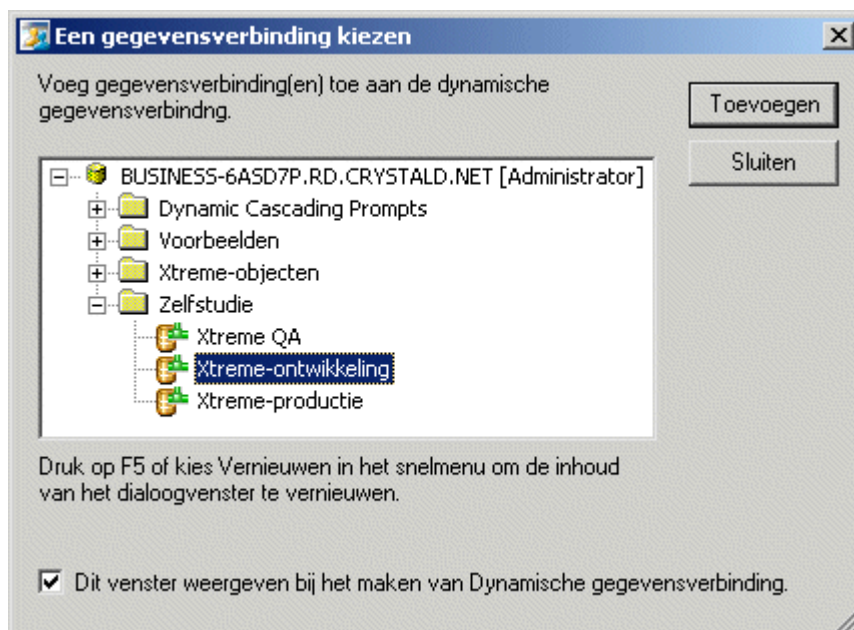 Een gegevensverbinding kiezen
Voeg gegevensverbinding(en) toe aan de dynamische
gegevensverbindng.
Toevoegen
Sluiten
BUSINESS-6ASD7P.RD.CRYSTALD.NET [Administrator]
Dynamic Cascading Prompts
Voorbeelden
Xtreme-objecten
Zelfstudie
Xtreme QA
Xtreme-ontwikkeling
Xtreme-productie
Druk op F5 of kies Vernieuwen in het snelmenu om de inhoud
van het dialoogvenster te vernieuwen.
Dit venster weergeven bij het maken van Dynamische gegevensverbinding.